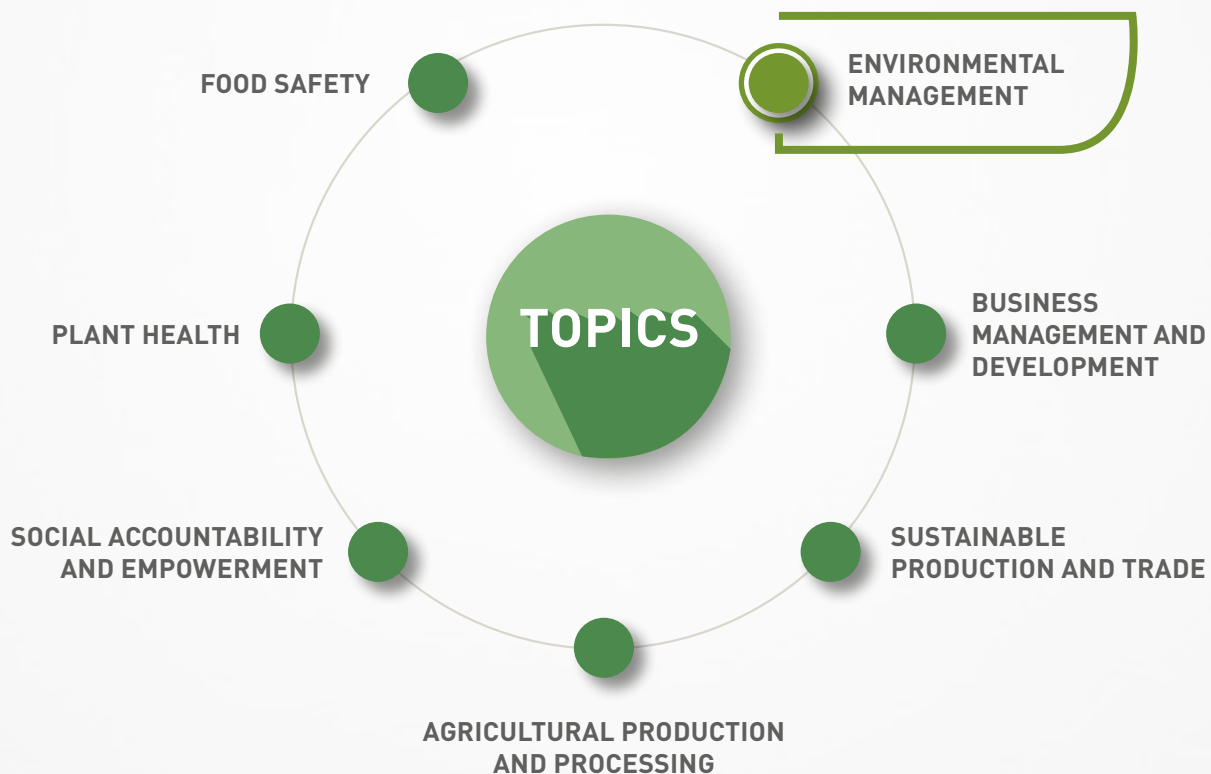 FOOD SAFETY
ENVIRONMENTAL
MANAGEMENT
TOPICS
PLANT HEALTH
BUSINESS
MANAGEMENT AND
DEVELOPMENT
SOCIAL ACCOUNTABILITY
AND EMPOWERMENT
SUSTAINABLE
PRODUCTION AND TRADE
AGRICULTURAL PRODUCTION
AND PROCESSING